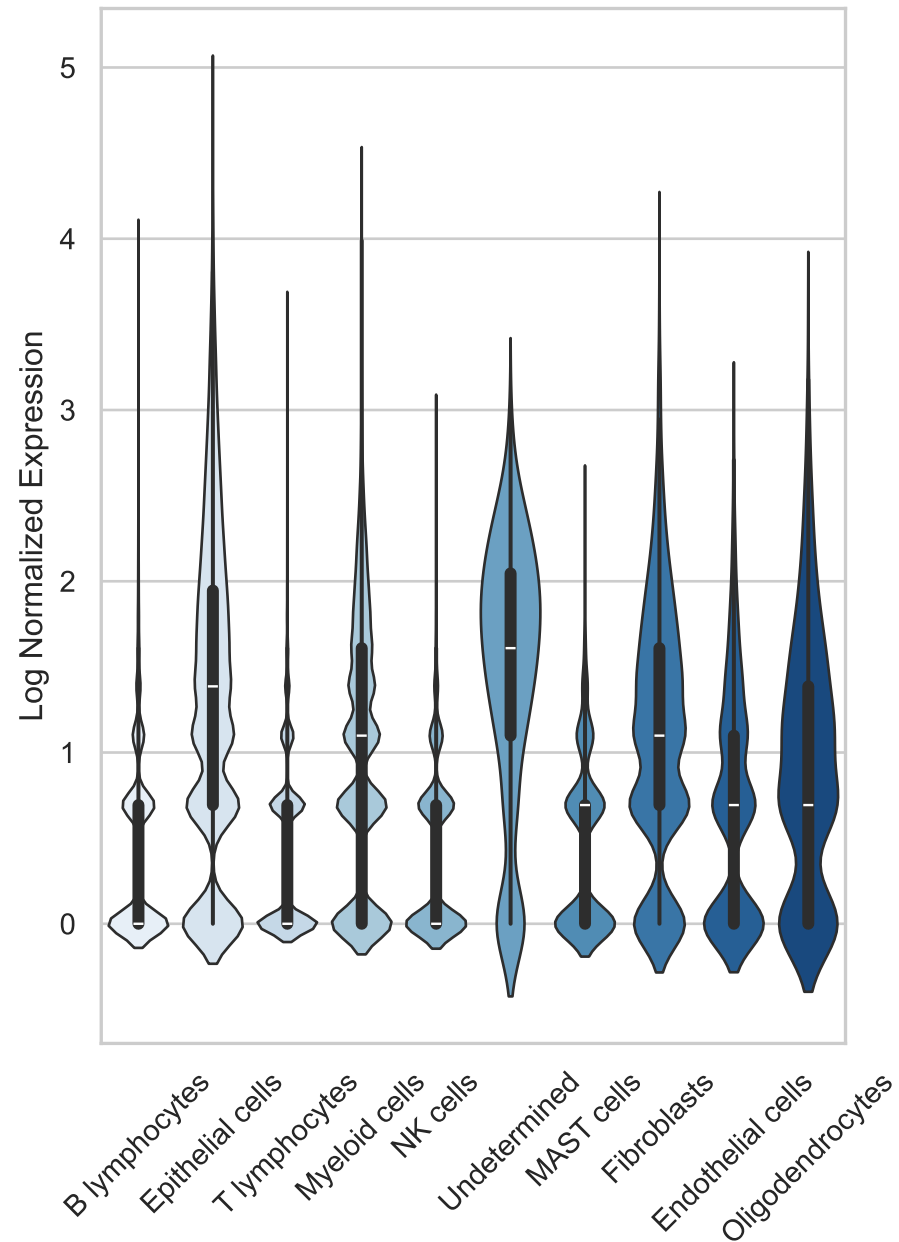 5
4
3
2
1
0
Log Normalized Expression
B lymphocytes
Epithelial cells
T lymphocytes
Myeloid cells
NK cells
Undetermined
MAST cells
Fibroblasts
Endothelial cells
Oligodendrocytes